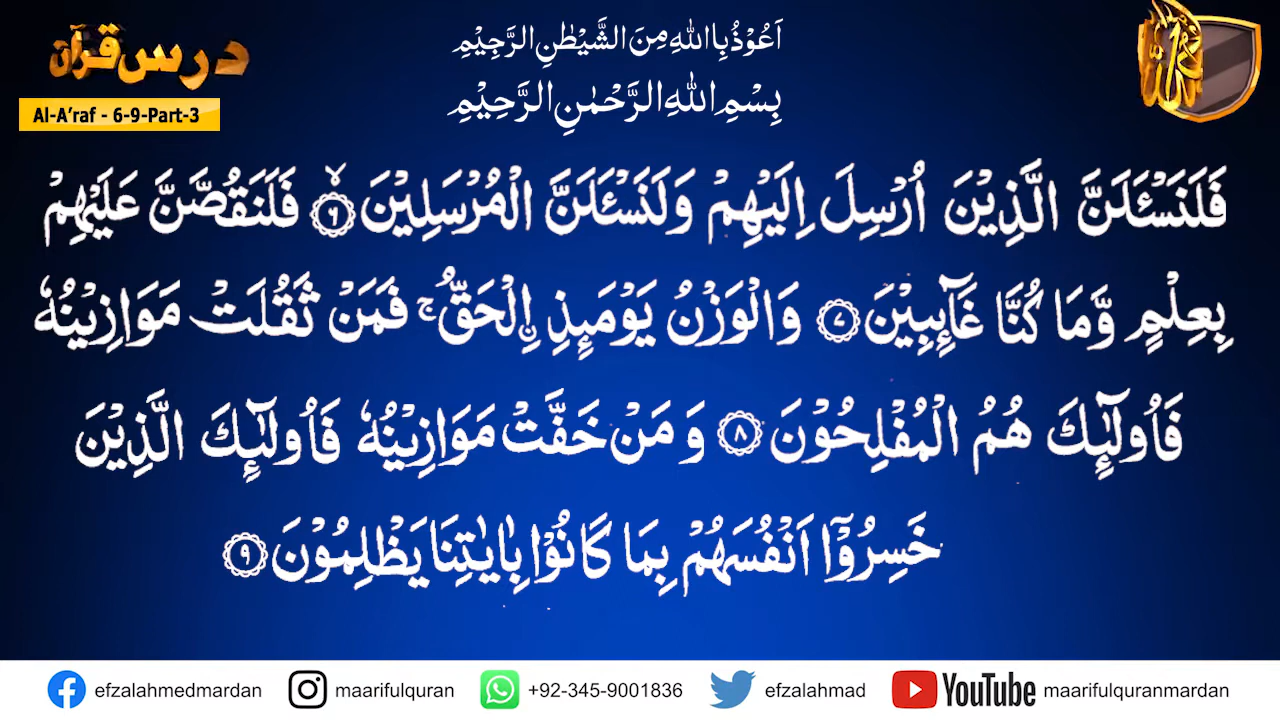 درس قرآن
Al-A’raf - 6-9-Part-3
اَعُوْذُ بِاللّٰهِ مِنَ الشَّيْطٰنِ الرَّجِيْمِ
بِسْمِ اللّٰهِ الرَّحْمٰنِ الرَّحِيْمِ
فَلَنَسْـَٔلَنَّ الَّذِيْنَ اُرْسِلَ اِلَيْهِمْ وَلَنَسْـَٔلَنَّ الْمُرْسَلِيْنَ ۙ﴿۶﴾ فَلَنَقُصَّنَّ عَلَيْهِمْ
بِعِلْمٍ وَّمَا كُنَّا غَآئِبِيْنَ ﴿۷﴾ وَالْوَزْنُ يَوْمَئِذِ ِۨالْحَقُّ ۚ فَمَنْ ثَقُلَتْ مَوَازِيْنُهٗ
فَاُولٰٓئِكَ هُمُ الْمُفْلِحُوْنَ ﴿۸﴾ وَمَنْ خَفَّتْ مَوَازِيْنُهٗ فَاُولٰٓئِكَ الَّذِيْنَ
خَسِرُوْۤا اَنْفُسَهُمْ بِمَا كَانُوْا بِاٰيٰتِنَا يَظْلِمُوْنَ ﴿۹﴾
efzalahmedmardan maarifulquran +92-345-9001836 efzalahmad YouTube maarifulquranmardan